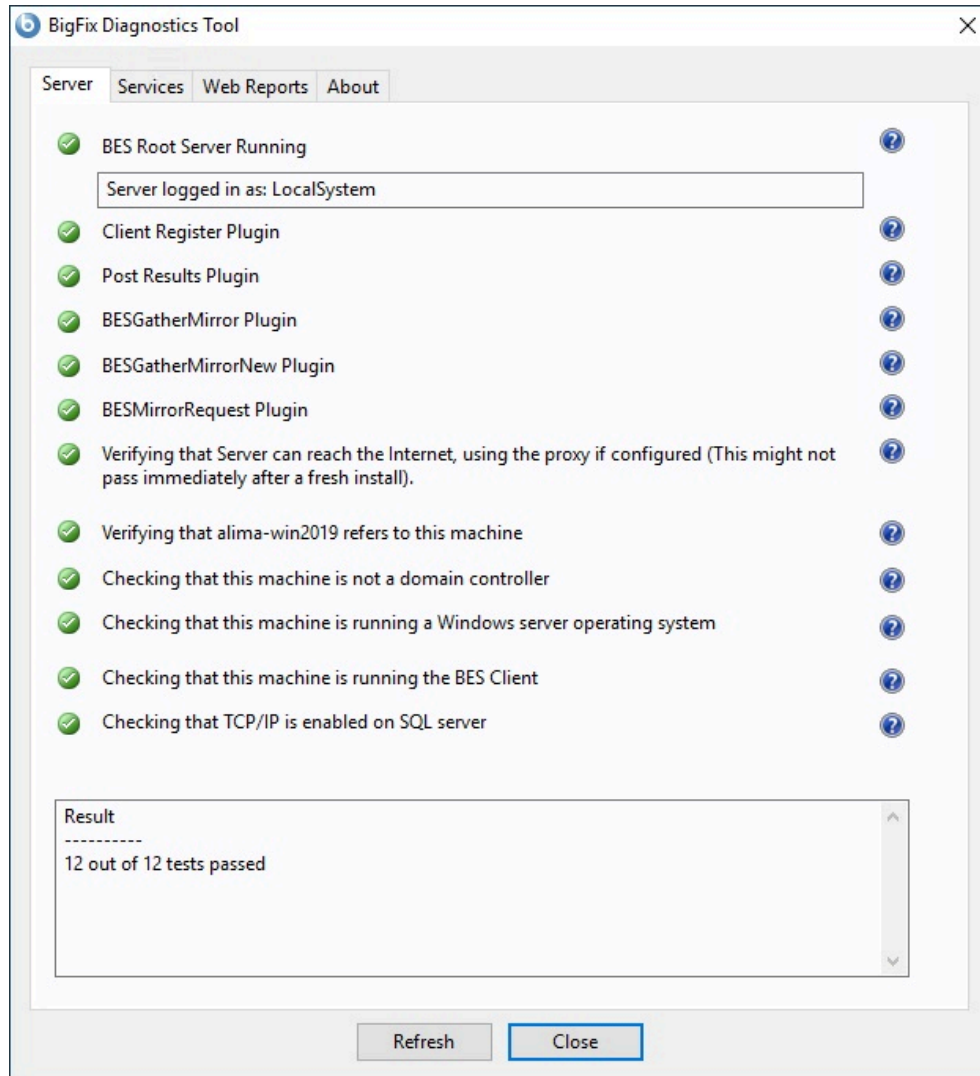 BigFix Diagnostics Tool
Server
Services
Web Reports
About
BES Root Server Running
Server logged in as: LocalSystem
Client Register Plugin
Post Results Plugin
BESGatherMirror Plugin
BESGatherMirrorNew Plugin
BESMirrorRequest Plugin
Verifying that Server can reach the Internet, using the proxy if configured (This might not
pass immediately after a fresh install).
Verifying that alima-win2019 refers to this machine
Checking that this machine is not a domain controller
Checking that this machine is running a Windows server operating system
Checking that this machine is running the BES Client
Checking that TCP/IP is enabled on SQL server
Result
----------
12 out of 12 tests passed
Refresh
Close